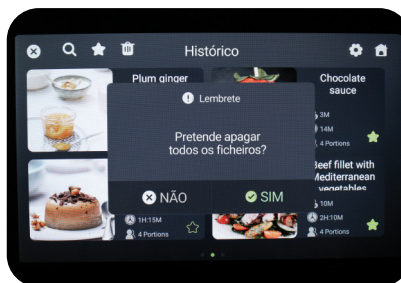 Histórico
Plum ginger
Chocolate
sauce
3M
14M
4 Portions
Lembrete
Pretende apagar
todos os ficheiros?
NÃO
SIM
Beef fillet with
Mediterranean
vegetables
10M
1H:15M
2H:10M
4 Portions
4 Portions